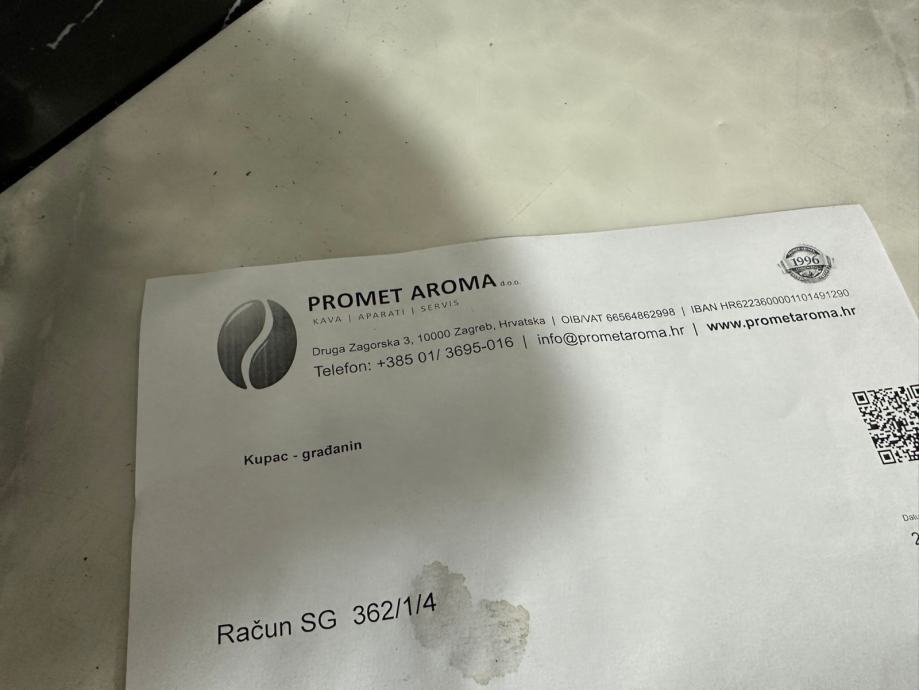 PROMET AROMA d.o.o.
KAVA | APARATI | SERVIS
1996
Druga Zagorska 3, 10000 Zagreb, Hrvatska | OIB/VAT 66564862998 | IBAN HR6223600001101491290
Telefon: +385 01/ 3695-016 | info@prometaroma.hr | www.prometaroma.hr
Kupac - građanin
2
Račun SG 362/1/4